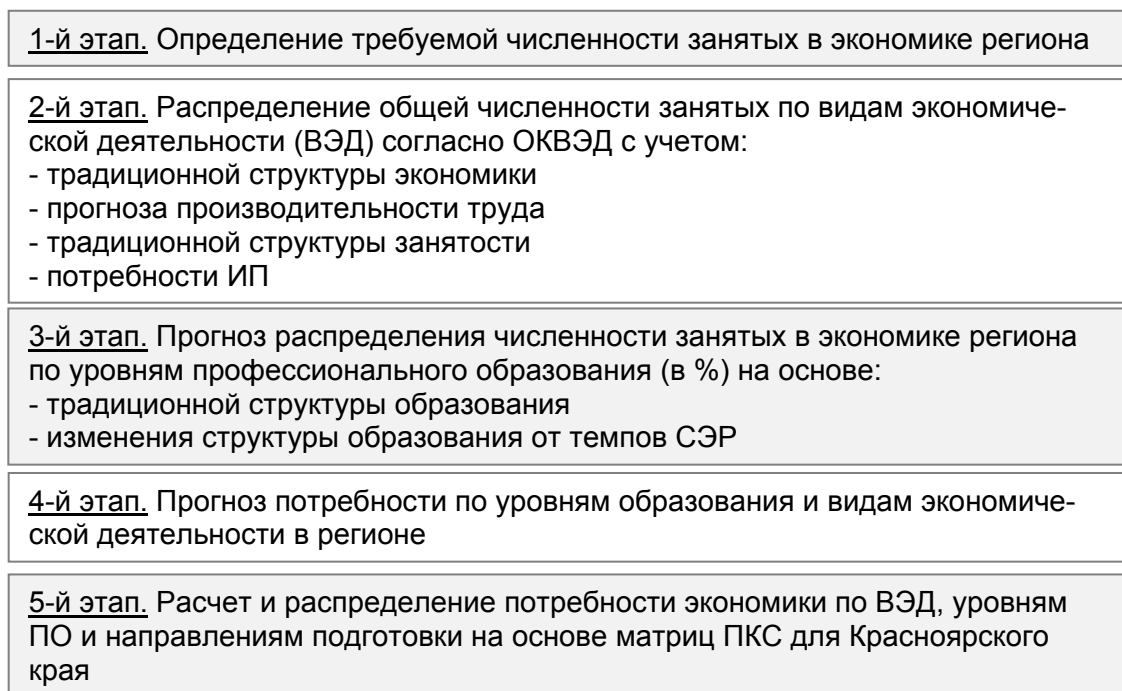 1-й этап. Определение требуемой численности занятых в экономике региона
2-й этап. Распределение общей численности занятых по видам экономиче-
ской деятельности (ВЭД) согласно ОКВЭД с учетом:
- традиционной структуры экономики
- прогноза производительности труда
- традиционной структуры занятости
- потребности ИП
3-й этап. Прогноз распределения численности занятых в экономике региона
по уровням профессионального образования (в %) на основе:
- традиционной структуры образования
- изменения структуры образования от темпов СЭР
4-й этап. Прогноз потребности по уровням образования и видам экономиче-
ской деятельности в регионе
5-й этап. Расчет и распределение потребности экономики по ВЭД, уровням
ПО и направлениям подготовки на основе матриц ПКС для Красноярского
края